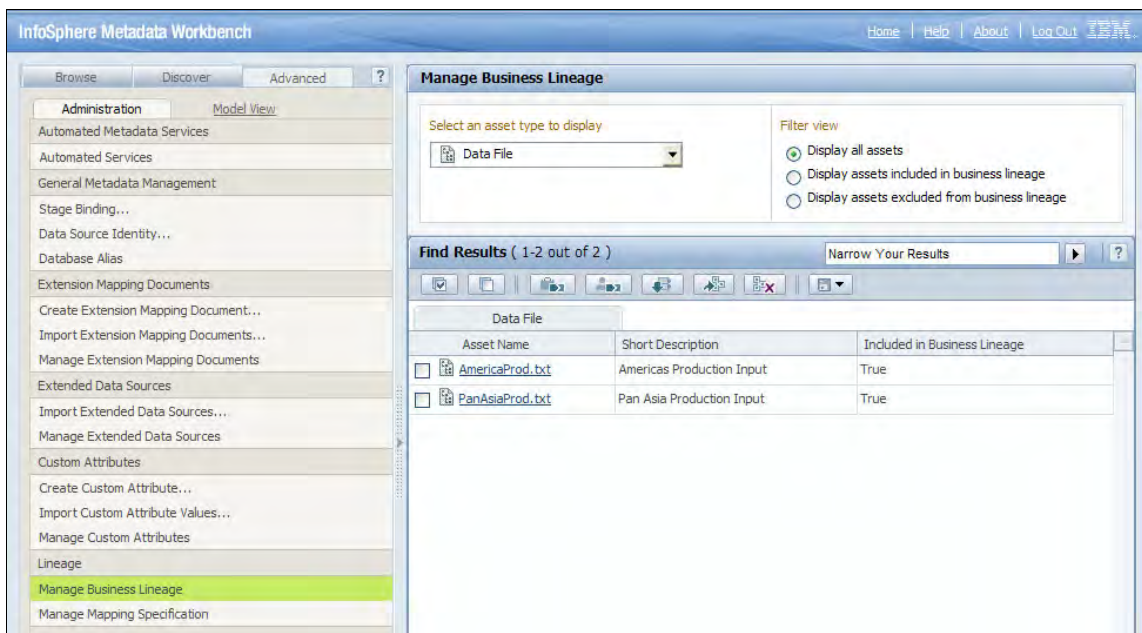 InfoSphere Metadata Workbench
Home | Help | About | Log Out IBM
Browse Discover Advanced ?
Administration Model View
Automated Metadata Services
Automated Services
General Metadata Management
Stage Binding...
Data Source Identity...
Database Alias
Extension Mapping Documents
Create Extension Mapping Document...
Import Extension Mapping Documents...
Manage Extension Mapping Documents
Extended Data Sources
Import Extended Data Sources...
Manage Extended Data Sources
Custom Attributes
Create Custom Attribute...
Import Custom Attribute Values...
Manage Custom Attributes
Lineage
Manage Business Lineage
Manage Mapping Specification
Manage Business Lineage
Select an asset type to display
Data File
Filter view
Display all assets
Display assets included in business lineage
Display assets excluded from business lineage
Find Results ( 1-2 out of 2 )
Narrow Your Results
?
Data File
Asset Name Short Description Included in Business Lineage
AmericaProd.txt Americas Production Input True
PanAsiaProd.txt Pan Asia Production Input True